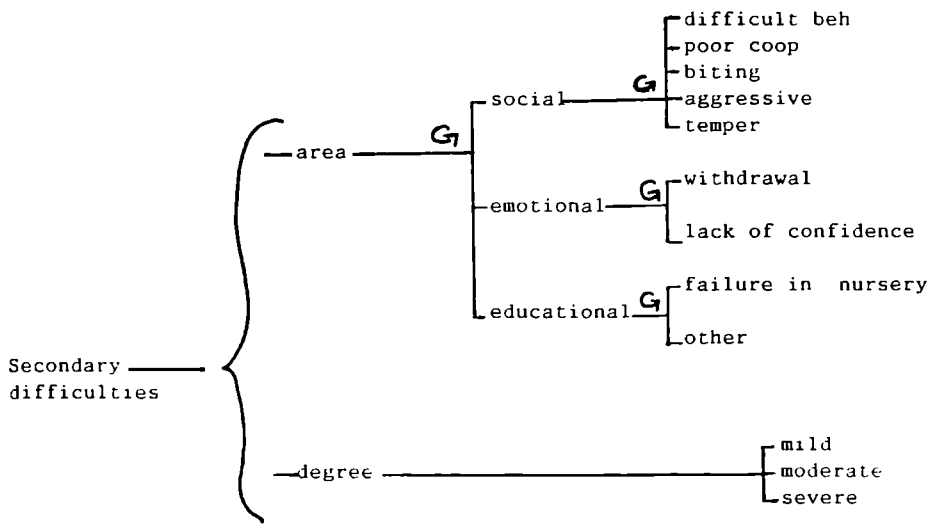 difficult beh
poor coop
biting
G
social
aggressive
temper
G
area
G
withdrawal
emotional
lack of confidence
G
failure in nursery
educational
other
Secondary
difficulties
mild
degree
moderate
severe